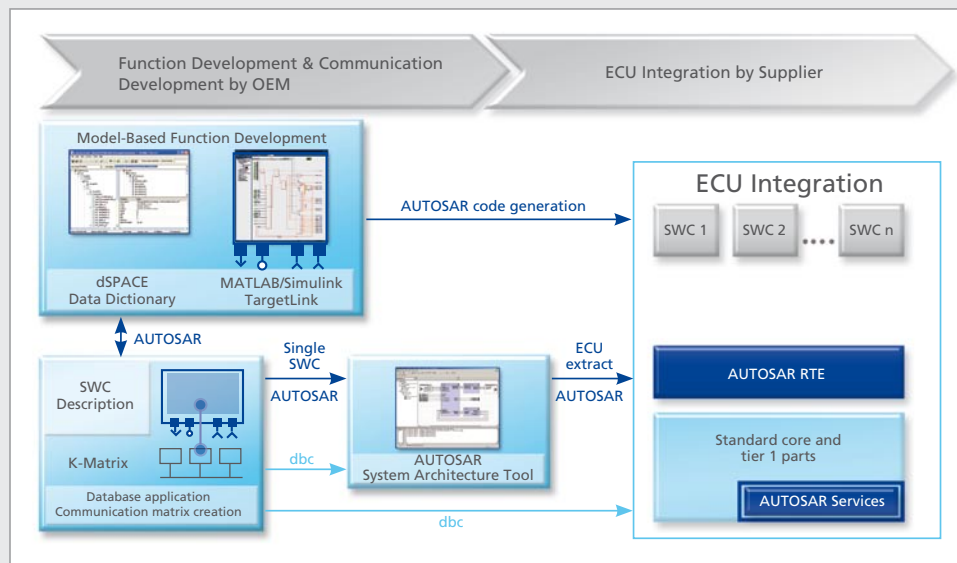 Function Development & Communication
Development by OEM
ECU Integration by Supplier
Model-Based Function Development
dSPACE
Data Dictionary
MATLAB/Simulink
TargetLink
AUTOSAR code generation
ECU Integration
SWC 1
SWC 2
....
SWC n
AUTOSAR
SWC
Description
K-Matrix
Database application
Communication matrix creation
Single
SWC
AUTOSAR
dbc
AUTOSAR
System Architecture Tool
ECU
extract
AUTOSAR
dbc
AUTOSAR RTE
Standard core and
tier 1 parts
AUTOSAR Services